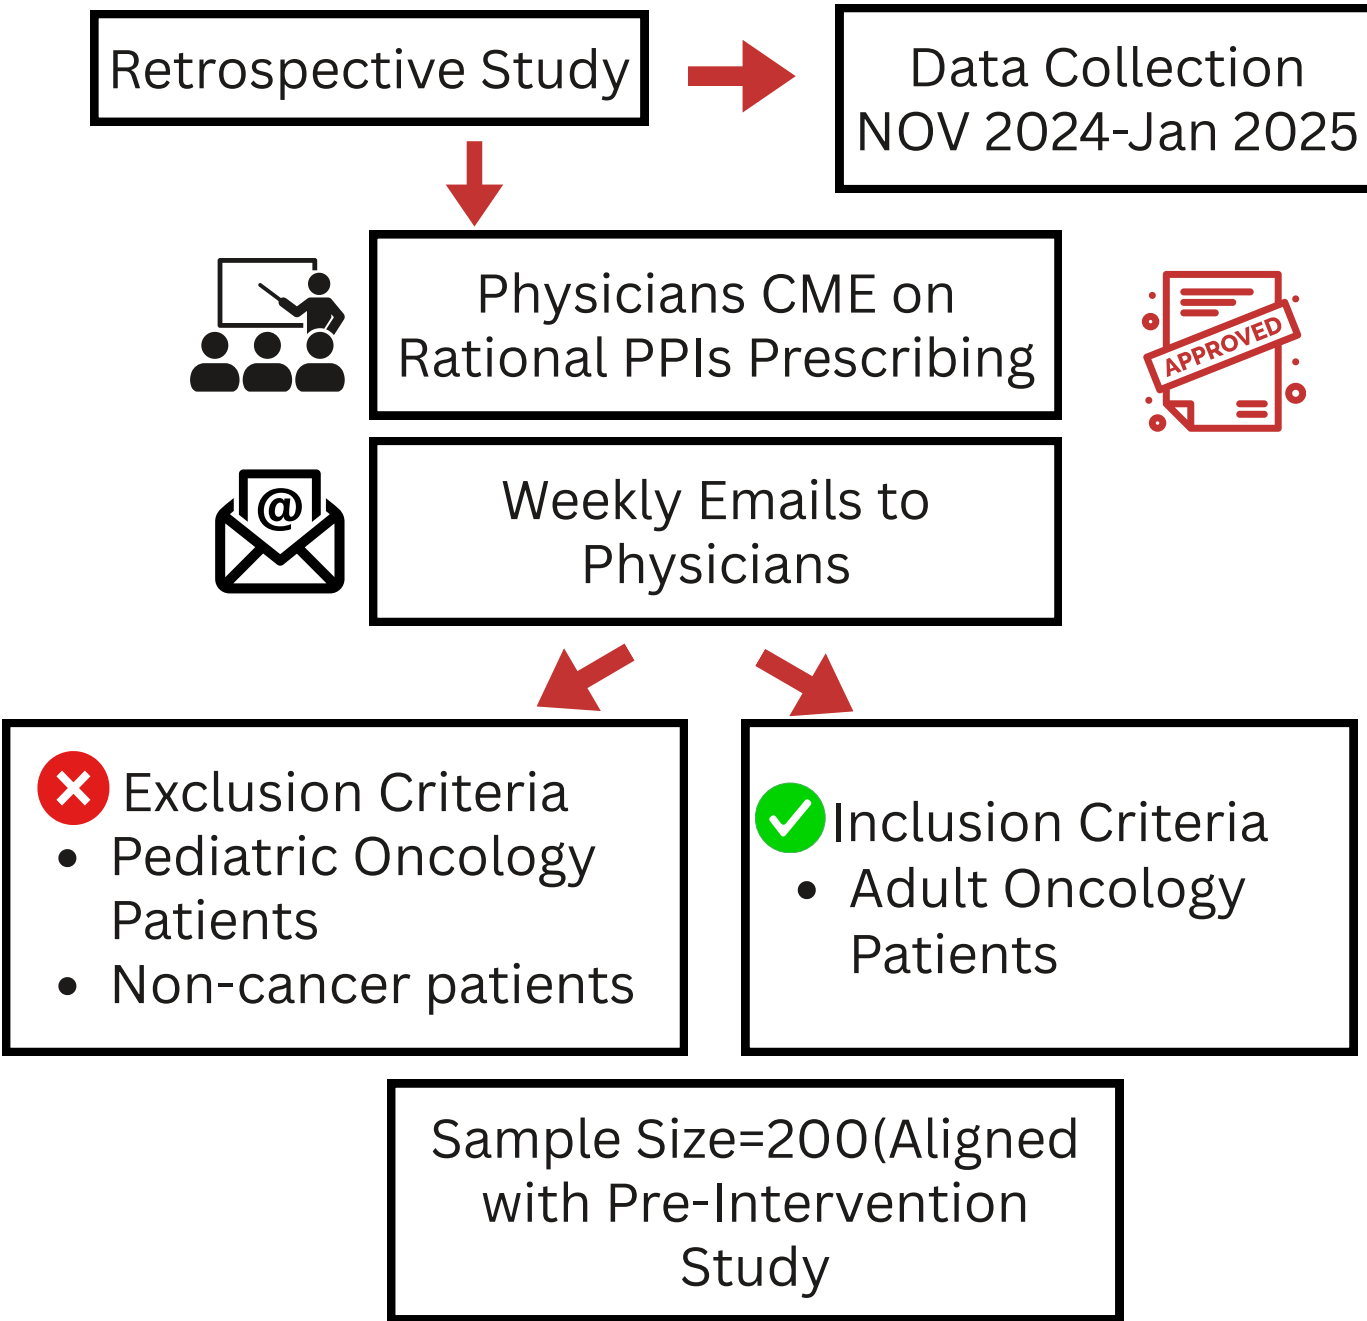 Retrospective Study
Data Collection
NOV 2024-Jan 2025
Physicians CME on
Rational PPIs Prescribing
APPROVED
@
Weekly Emails to
Physicians
Exclusion Criteria
• Pediatric Oncology
Patients
• Non-cancer patients
Inclusion Criteria
• Adult Oncology
Patients
Sample Size=200(Aligned
with Pre-Intervention
Study